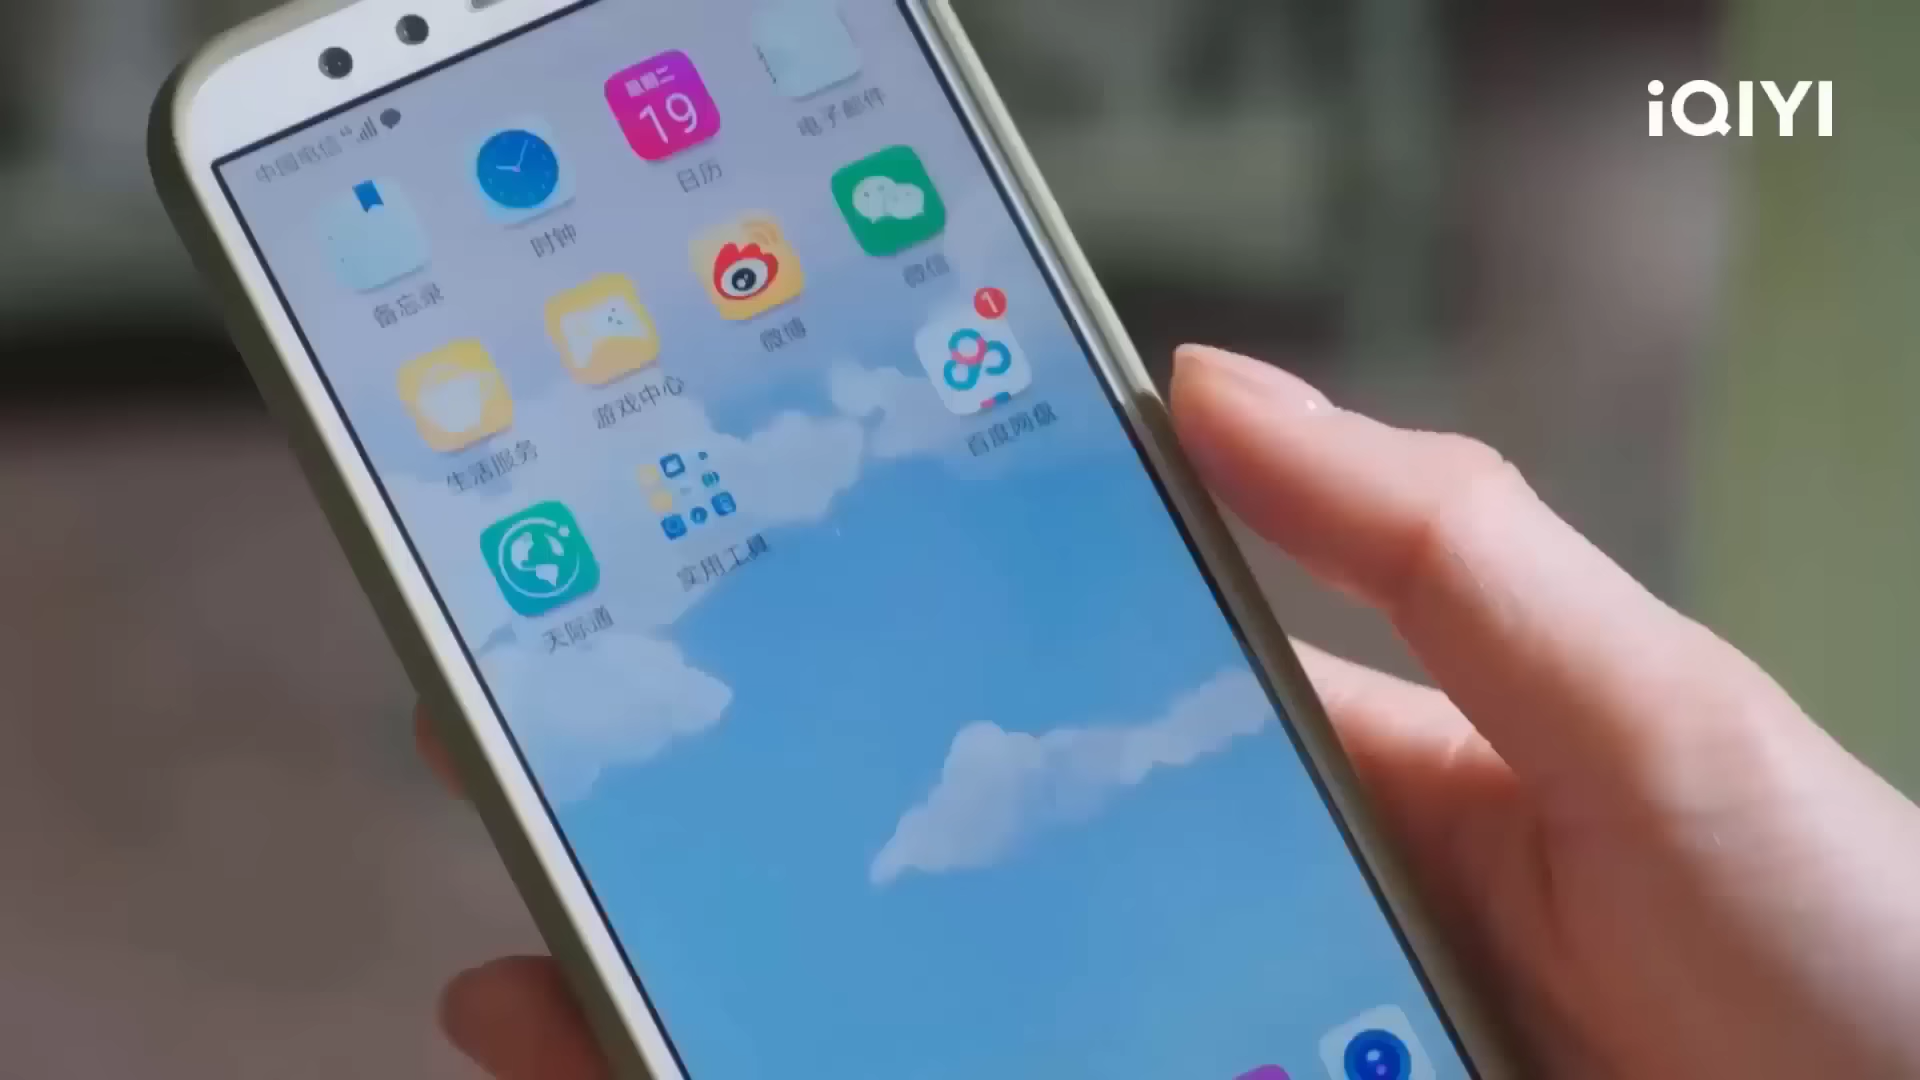 iQIYI
中国电信 4G
星期二
19
备忘录
时钟
日历
电子邮件
生活服务
游戏中心
微博
微信
天际通
实用工具
1
百度网盘